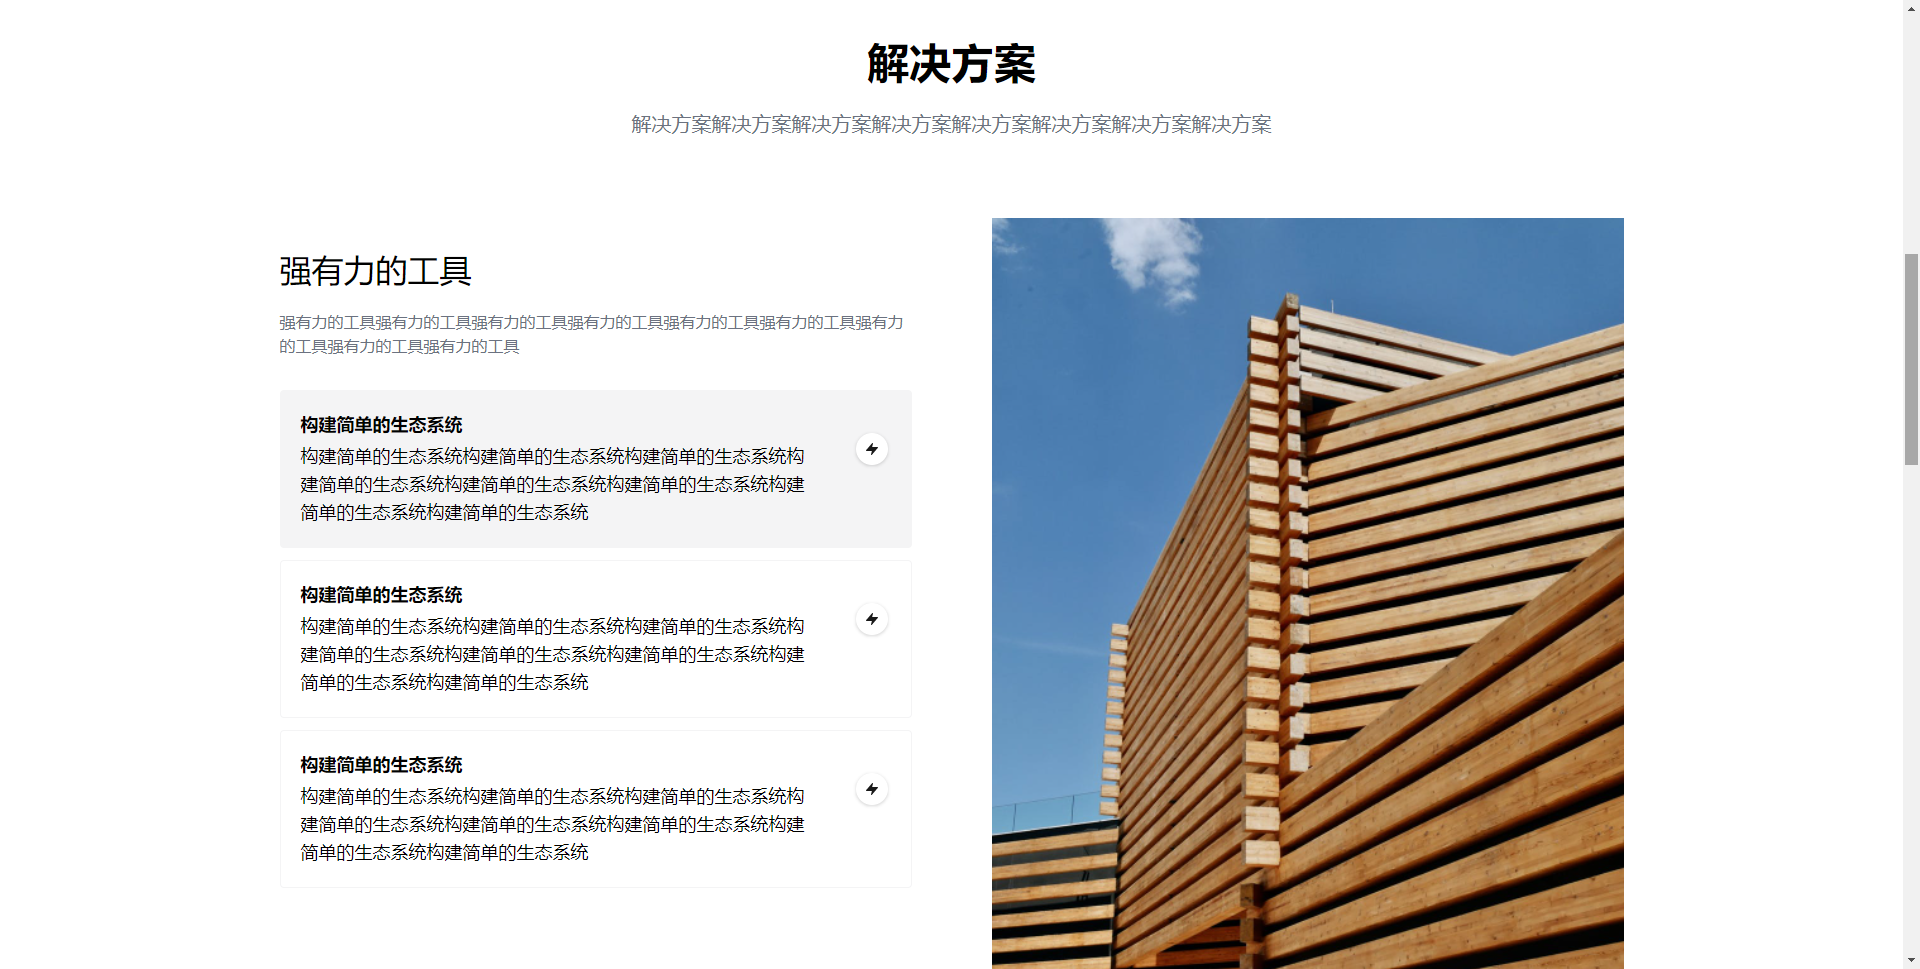 解决方案
解决方案解决方案解决方案解决方案解决方案解决方案解决方案解决方案
强有力的工具
强有力的工具强有力的工具强有力的工具强有力的工具强有力的工具强有力的工具强有力
的工具强有力的工具强有力的工具
构建简单的生态系统
构建简单的生态系统构建简单的生态系统构建简单的生态系统构
建简单的生态系统构建简单的生态系统构建简单的生态系统构建
简单的生态系统构建简单的生态系统
构建简单的生态系统
构建简单的生态系统构建简单的生态系统构建简单的生态系统构
建简单的生态系统构建简单的生态系统构建简单的生态系统构建
简单的生态系统构建简单的生态系统
构建简单的生态系统
构建简单的生态系统构建简单的生态系统构建简单的生态系统构
建简单的生态系统构建简单的生态系统构建简单的生态系统构建
简单的生态系统构建简单的生态系统